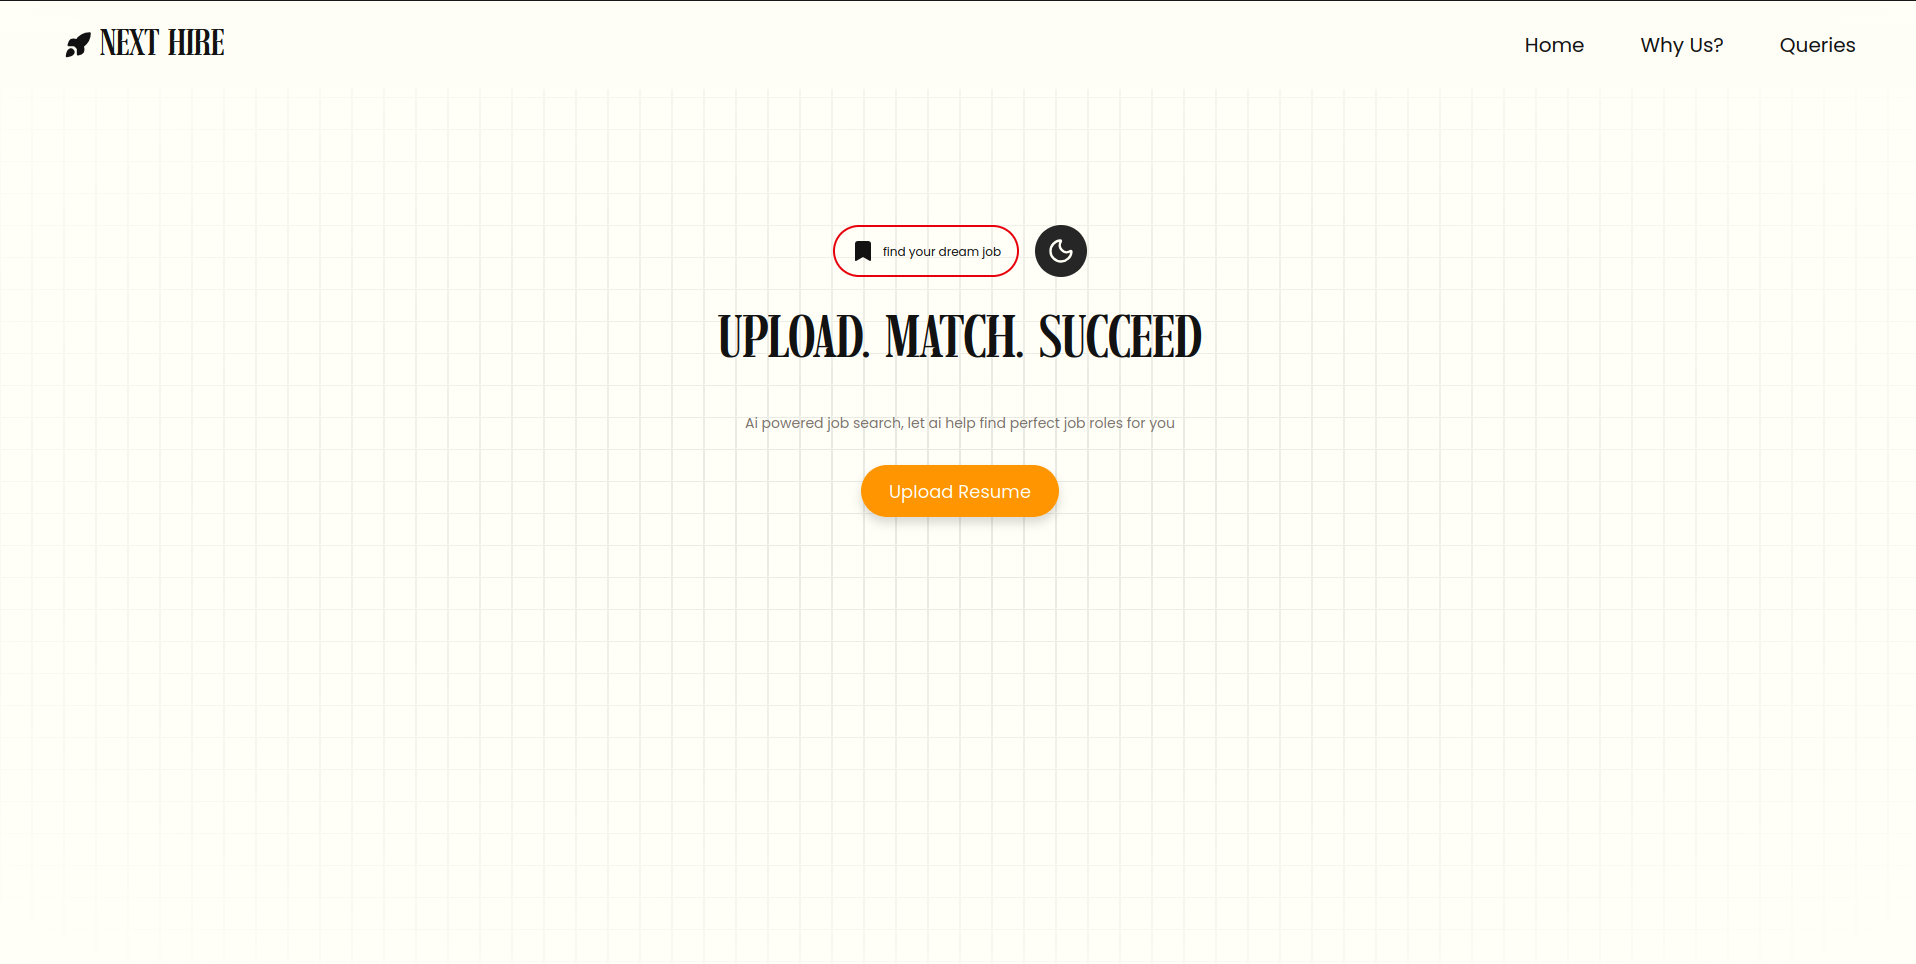 NEXT HIRE
Home
Why Us?
Queries
find your dream job
UPLOAD. MATCH. SUCCEED
Ai powered job search, let ai help find perfect job roles for you
Upload Resume